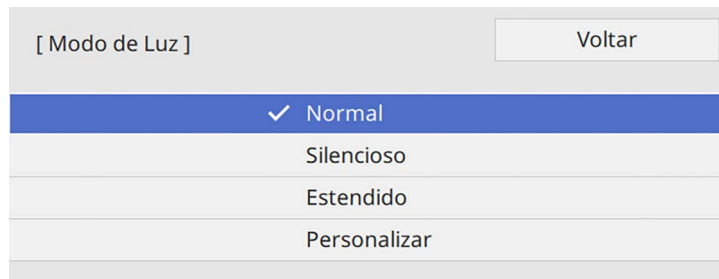 [ Modo de Luz ]
Voltar
Normal
Silencioso
Estendido
Personalizar